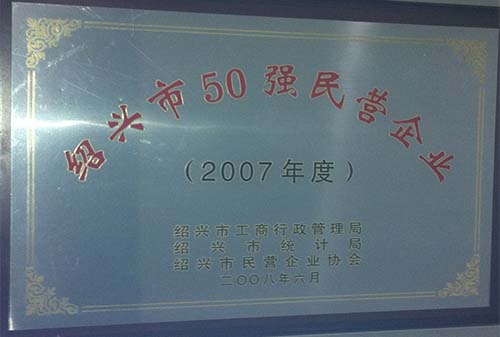 绍兴市50强民营企业
（2007年度）
绍兴市工商行政管理局
绍兴市统计局
绍兴市民营企业协会
二〇〇八年六月